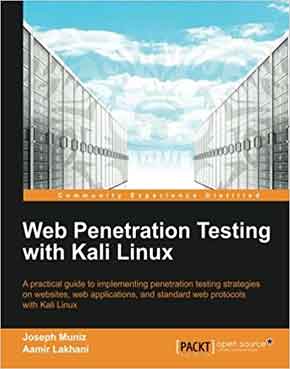 Community Experience Distilled
Web Penetration Testing
with Kali Linux
A practical guide to implementing penetration testing strategies
on websites, web applications, and standard web protocols
with Kali Linux
Joseph Muniz
Aamir Lakhani
[PACKT] open source*
PUBLISHING